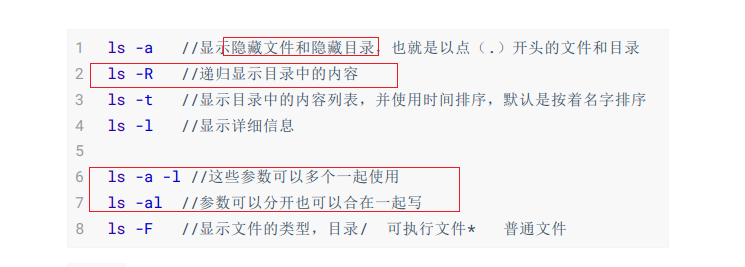 1 ls -a //显示隐藏文件和隐藏目录，也就是以点（.）开头的文件和目录
2 ls -R //递归显示目录中的内容
3 ls -t //显示目录中的内容列表，并使用时间排序，默认是按着名字排序
4 ls -l //显示详细信息
5
6 ls -a -l //这些参数可以多个一起使用
7 ls -al //参数可以分开也可以合在一起写
8 ls -F //显示文件的类型，目录/ 可执行文件* 普通文件